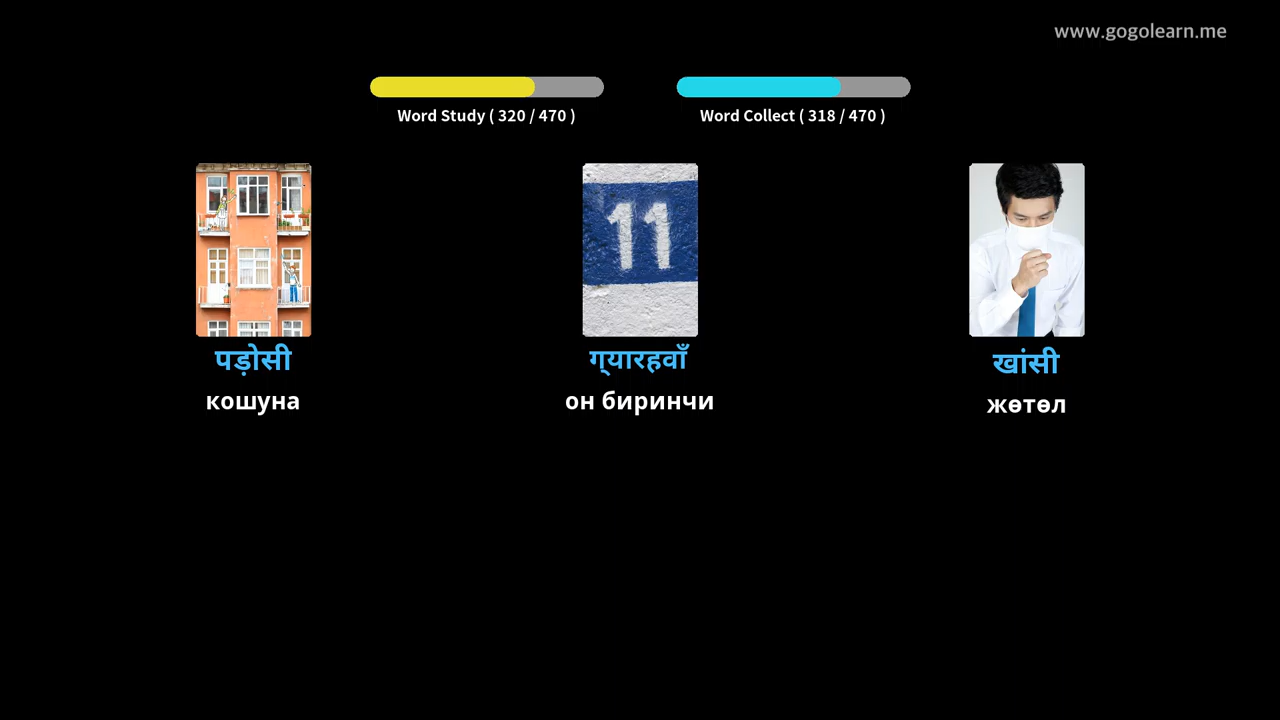 www.gogolearn.me
Word Study ( 320 / 470 )
Word Collect ( 318 / 470 )
11
पड़ोसी
ग्यारहवाँ
खांसी
кошуна
он биринчи
жөтөл